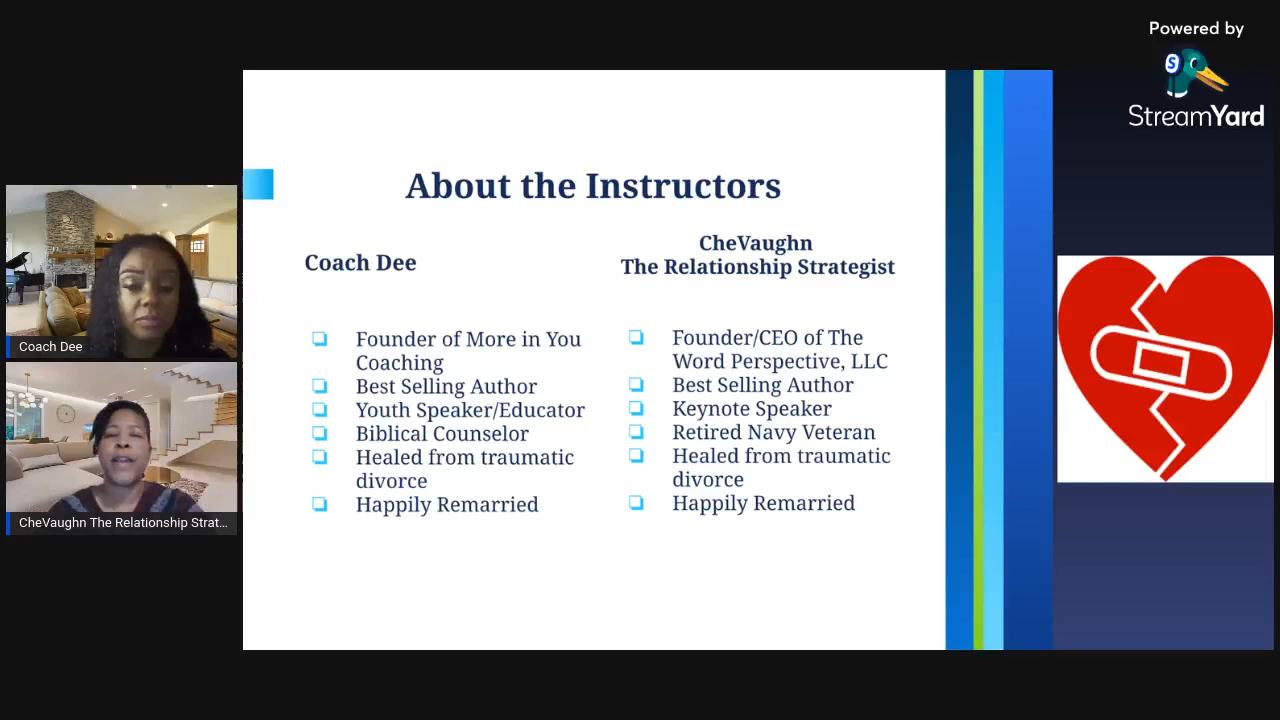 Powered by
S
StreamYard
About the Instructors
Coach Dee
❏ Founder of More in You
Coaching
❏ Best Selling Author
❏ Youth Speaker/Educator
❏ Biblical Counselor
❏ Healed from traumatic
divorce
❏ Happily Remarried
CheVaughn
The Relationship Strategist
❏ Founder/CEO of The
Word Perspective, LLC
❏ Best Selling Author
❏ Keynote Speaker
❏ Retired Navy Veteran
❏ Healed from traumatic
divorce
❏ Happily Remarried
Coach Dee
CheVaughn The Relationship Strat...